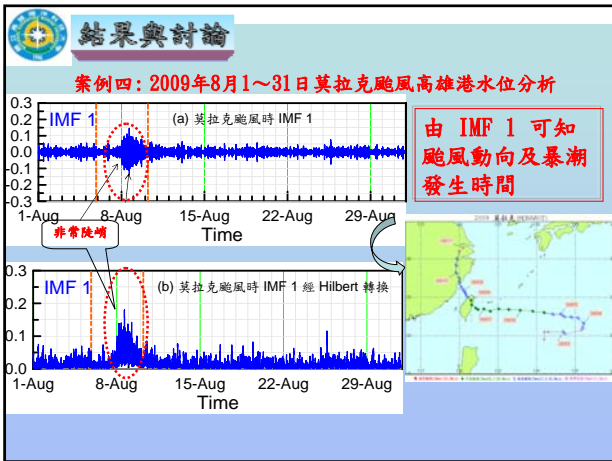 結果與討論
案例四: 2009年8月1～31日莫拉克颱風高雄港水位分析
0.3
0.2
0.1
0.0
-0.1
-0.2
-0.3
IMF 1
(a) 莫拉克颱風時 IMF 1
1-Aug 8-Aug 15-Aug 22-Aug 29-Aug
Time
非常陡峭
由 IMF 1 可知
颱風動向及暴潮
發生時間
0.3
0.2
0.1
0.0
IMF 1
(b) 莫拉克颱風時 IMF 1 經 Hilbert 轉換
1-Aug 8-Aug 15-Aug 22-Aug 29-Aug
Time
2009 莫拉克